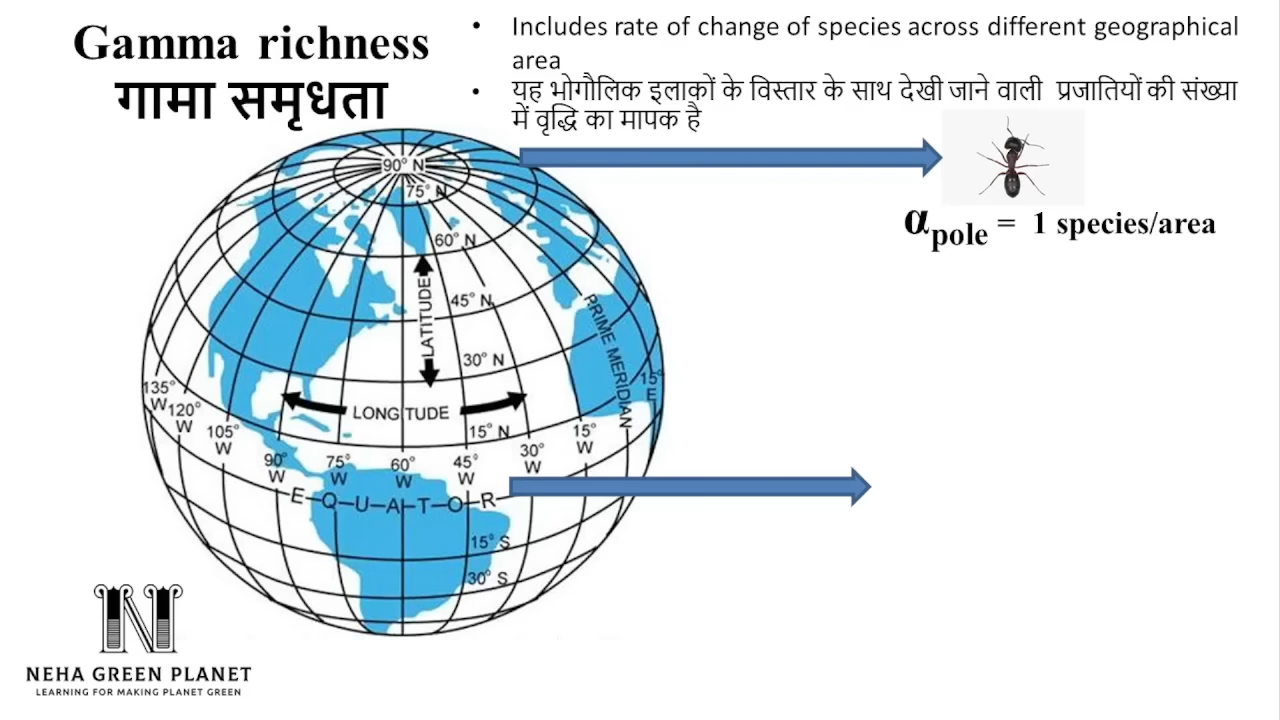 Gamma richness
गामा समृधता
• Includes rate of change of species across different geographical
area
• यह भोगौलिक इलाकों के विस्तार के साथ देखी जाने वाली प्रजातियों की संख्या
में वृद्धि का मापक है
αpole = 1 species/area
90° N
75° N
60° N
45° N
30° N
15° N
LATITUDE
LONGITUDE
PRIME MERIDIAN
135° W
120° W
105° W
90° W
75° W
60° W
45° W
30° W
15° W
15° E
E-Q-U-A-T-O-R
15° S
30° S
N
NEHA GREEN PLANET
LEARNING FOR MAKING PLANET GREEN